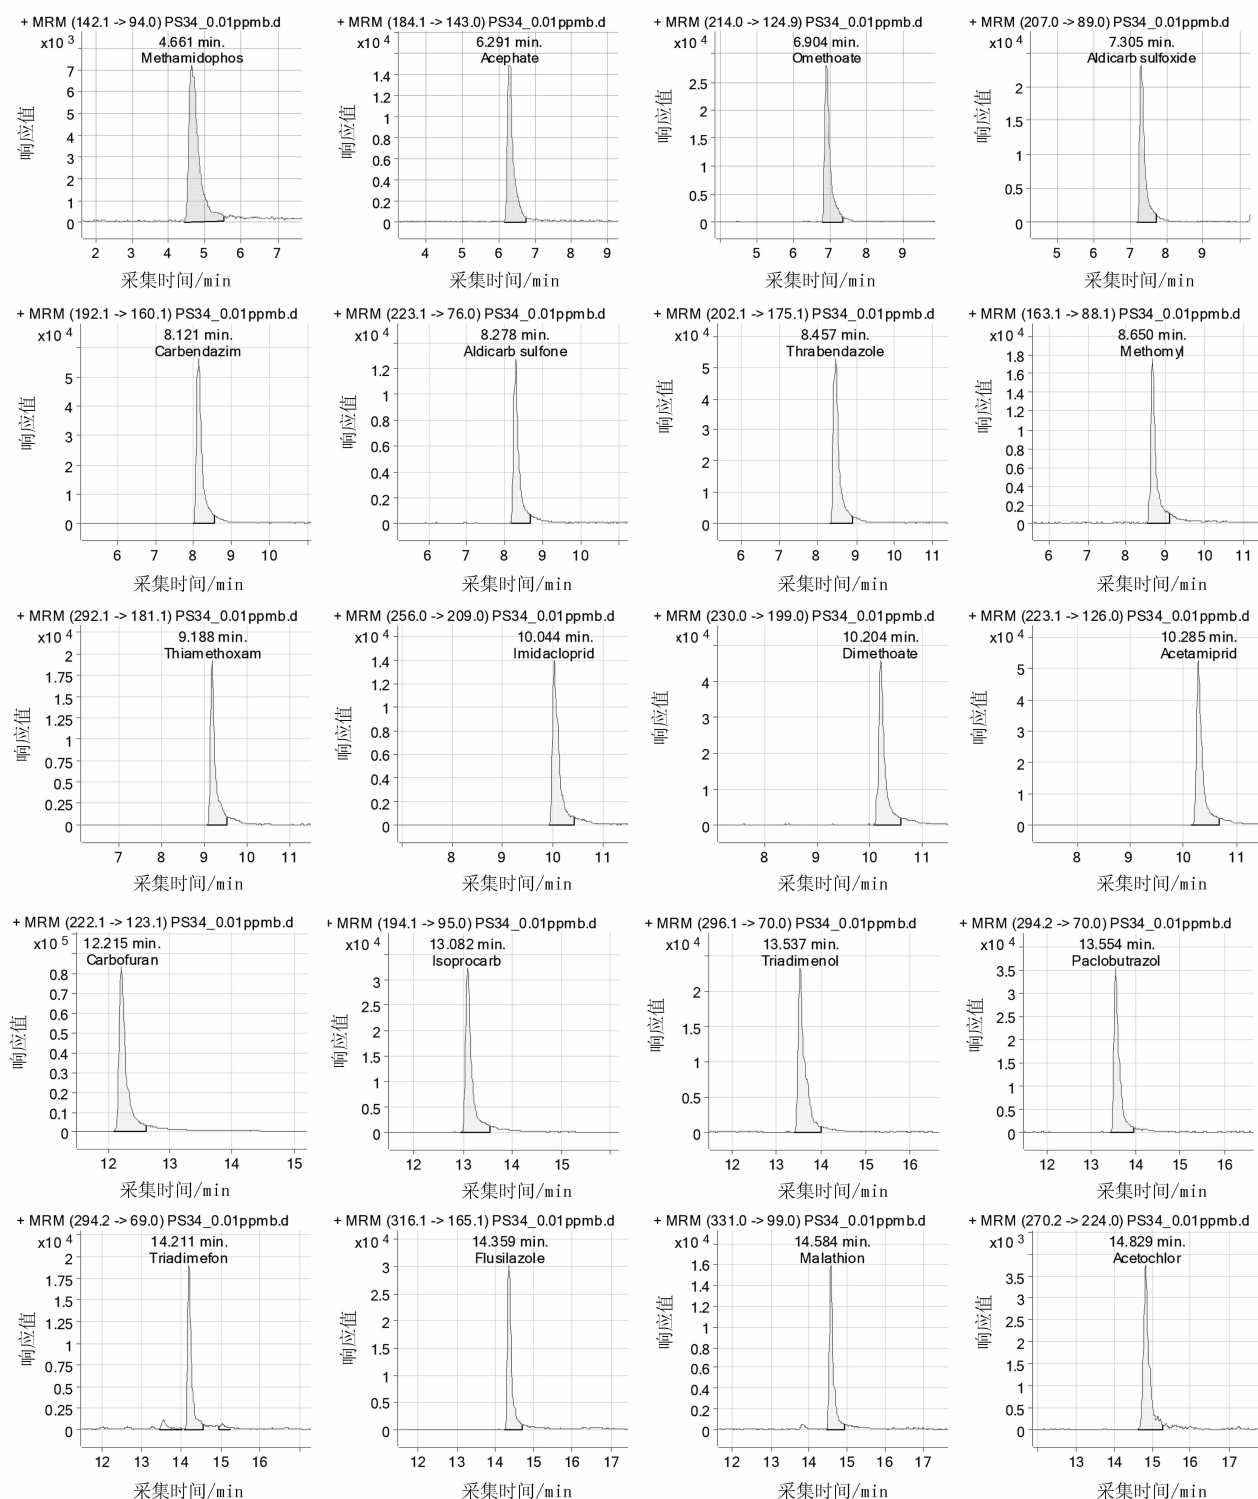 + MRM (142.1 -> 94.0) PS34_0.01ppmb.d
x10 3
4.661 min.
Methamidophos
7
6
5
4
3
2
1
0
响应值
2 3 4 5 6 7
采集时间/min
+ MRM (184.1 -> 143.0) PS34_0.01ppmb.d
x10 4
6.291 min.
Acephate
1.4
1.2
1
0.8
0.6
0.4
0.2
0
响应值
4 5 6 7 8 9
采集时间/min
+ MRM (214.0 -> 124.9) PS34_0.01ppmb.d
x10 4
6.904 min.
Omethoate
2.5
2
1.5
1
0.5
0
响应值
5 6 7 8 9
采集时间/min
+ MRM (207.0 -> 89.0) PS34_0.01ppmb.d
x10 4
7.305 min.
Aldicarb sulfoxide
2
1.5
1
0.5
0
响应值
5 6 7 8 9
采集时间/min
+ MRM (192.1 -> 160.1) PS34_0.01ppmb.d
x10 4
8.121 min.
Carbendazim
5
4
3
2
1
0
响应值
6 7 8 9 10
采集时间/min
+ MRM (223.1 -> 76.0) PS34_0.01ppmb.d
x10 4
8.278 min.
Aldicarb sulfone
1.2
1
0.8
0.6
0.4
0.2
0
响应值
6 7 8 9 10 11
采集时间/min
+ MRM (202.1 -> 175.1) PS34_0.01ppmb.d
x10 4
8.457 min.
Thrabendazole
5
4
3
2
1
0
响应值
6 7 8 9 10 11
采集时间/min
+ MRM (163.1 -> 88.1) PS34_0.01ppmb.d
x10 4
8.650 min.
Methomyl
1.8
1.6
1.4
1.2
1
0.8
0.6
0.4
0.2
0
响应值
6 7 8 9 10 11
采集时间/min
+ MRM (292.1 -> 181.1) PS34_0.01ppmb.d
x10 4
9.188 min.
Thiamethoxam
2
1.75
1.5
1.25
1
0.75
0.5
0.25
0
响应值
7 8 9 10 11
采集时间/min
+ MRM (256.0 -> 209.0) PS34_0.01ppmb.d
x10 4
10.044 min.
Imidacloprid
1.4
1.2
1
0.8
0.6
0.4
0.2
0
响应值
8 9 10 11
采集时间/min
+ MRM (230.0 -> 199.0) PS34_0.01ppmb.d
x10 4
10.204 min.
Dimethoate
4
3
2
1
0
响应值
8 9 10 11
采集时间/min
+ MRM (223.1 -> 126.0) PS34_0.01ppmb.d
x10 4
10.285 min.
Acetamiprid
5
4
3
2
1
0
响应值
8 9 10 11
采集时间/min
+ MRM (222.1 -> 123.1) PS34_0.01ppmb.d
x10 5
12.215 min.
Carbofuran
0.8
0.7
0.6
0.5
0.4
0.3
0.2
0.1
0
响应值
12 13 14 15
采集时间/min
+ MRM (194.1 -> 95.0) PS34_0.01ppmb.d
x10 4
13.082 min.
Isoprocarb
3
2.5
2
1.5
1
0.5
0
响应值
12 13 14 15
采集时间/min
+ MRM (296.1 -> 70.0) PS34_0.01ppmb.d
x10 4
13.537 min.
Triadimenol
2
1.5
1
0.5
0
响应值
12 13 14 15 16
采集时间/min
+ MRM (294.2 -> 70.0) PS34_0.01ppmb.d
x10 4
13.554 min.
Paclobutrazol
3.5
3
2.5
2
1.5
1
0.5
0
响应值
12 13 14 15 16
采集时间/min
+ MRM (294.2 -> 69.0) PS34_0.01ppmb.d
x10 4
14.211 min.
Triadimefon
2
1.75
1.5
1.25
1
0.75
0.5
0.25
0
响应值
12 13 14 15 16
采集时间/min
+ MRM (316.1 -> 165.1) PS34_0.01ppmb.d
x10 4
14.359 min.
Flusilazole
3
2.5
2
1.5
1
0.5
0
响应值
12 13 14 15 16 17
采集时间/min
+ MRM (331.0 -> 99.0) PS34_0.01ppmb.d
x10 4
14.584 min.
Malathion
1.6
1.4
1.2
1
0.8
0.6
0.4
0.2
0
响应值
12 13 14 15 16 17
采集时间/min
+ MRM (270.2 -> 224.0) PS34_0.01ppmb.d
x10 3
14.829 min.
Acetochlor
3.5
3
2.5
2
1.5
1
0.5
0
响应值
13 14 15 16 17
采集时间/min